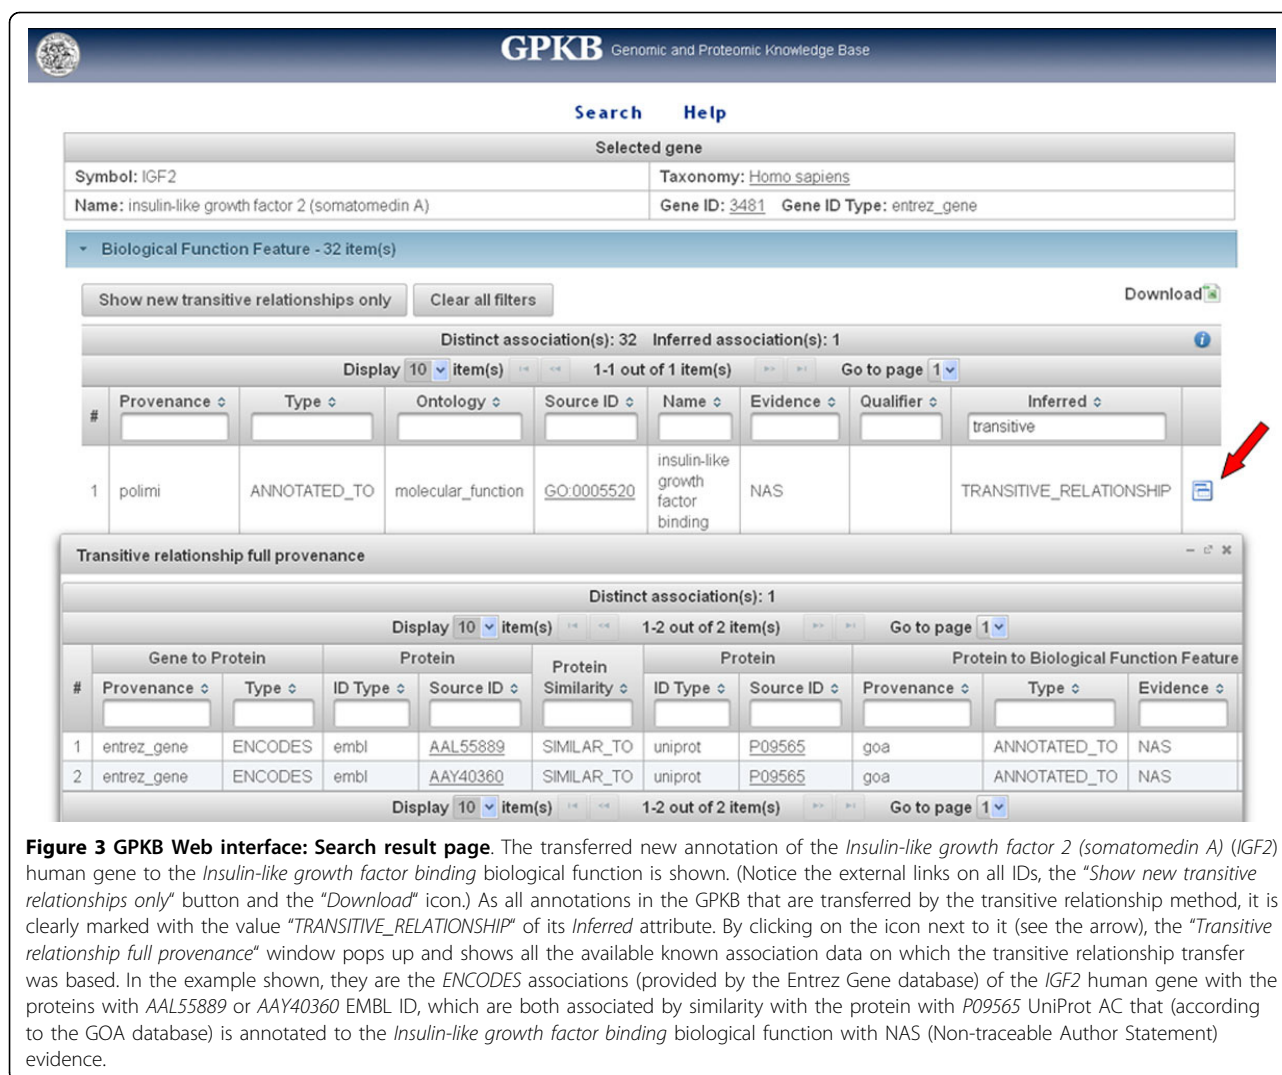 GPKB Genomic and Proteomic Knowledge Base
Search Help
Selected gene
Symbol: IGF2 Taxonomy: Homo sapiens
Name: insulin-like growth factor 2 (somatomedin A) Gene ID: 3481 Gene ID Type: entrez_gene
Biological Function Feature - 32 item(s)
Show new transitive relationships only Clear all filters Download
Distinct association(s): 32 Inferred association(s): 1
Display 10 item(s) 1-1 out of 1 item(s) Go to page 1
# Provenance Type Ontology Source ID Name Evidence Qualifier Inferred
transitive
1 polimi ANNOTATED_TO molecular_function GO:0005520 insulin-like growth factor binding NAS TRANSITIVE_RELATIONSHIP
Transitive relationship full provenance
Distinct association(s): 1
Display 10 item(s) 1-2 out of 2 item(s) Go to page 1
Gene to Protein Protein Protein Similarity Protein Protein to Biological Function Feature
# Provenance Type ID Type Source ID ID Type Source ID Provenance Type Evidence
1 entrez_gene ENCODES embl AAL55889 SIMILAR_TO uniprot P09565 goa ANNOTATED_TO NAS
2 entrez_gene ENCODES embl AAY40360 SIMILAR_TO uniprot P09565 goa ANNOTATED_TO NAS
Display 10 item(s) 1-2 out of 2 item(s) Go to page 1
Figure 3 GPKB Web interface: Search result page. The transferred new annotation of the Insulin-like growth factor 2 (somatomedin A) (IGF2)
human gene to the Insulin-like growth factor binding biological function is shown. (Notice the external links on all IDs, the "Show new transitive
relationships only" button and the "Download" icon.) As all annotations in the GPKB that are transferred by the transitive relationship method, it is
clearly marked with the value "TRANSITIVE_RELATIONSHIP" of its Inferred attribute. By clicking on the icon next to it (see the arrow), the "Transitive
relationship full provenance" window pops up and shows all the available known association data on which the transitive relationship transfer
was based. In the example shown, they are the ENCODES associations (provided by the Entrez Gene database) of the IGF2 human gene with the
proteins with AAL55889 or AAY40360 EMBL ID, which are both associated by similarity with the protein with P09565 UniProt AC that (according
to the GOA database) is annotated to the Insulin-like growth factor binding biological function with NAS (Non-traceable Author Statement)
evidence.